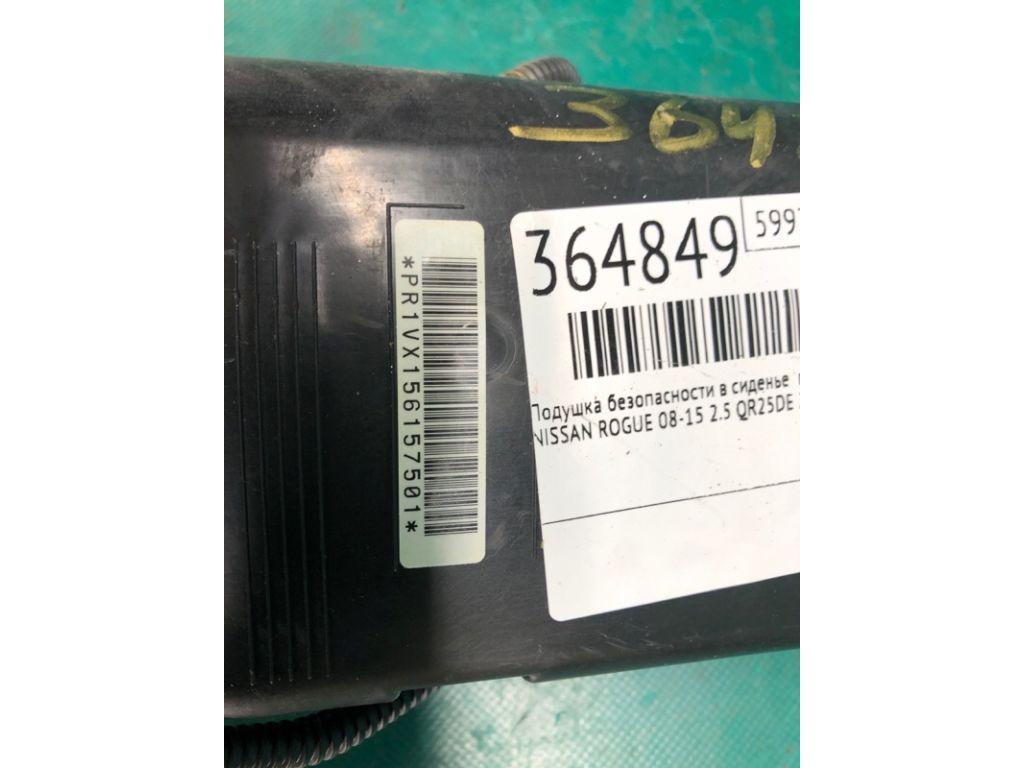 364
*PR1VX156157501*
364849
599
Подушка безопасности в сиденье
NISSAN ROGUE 08-15 2.5 QR25DE